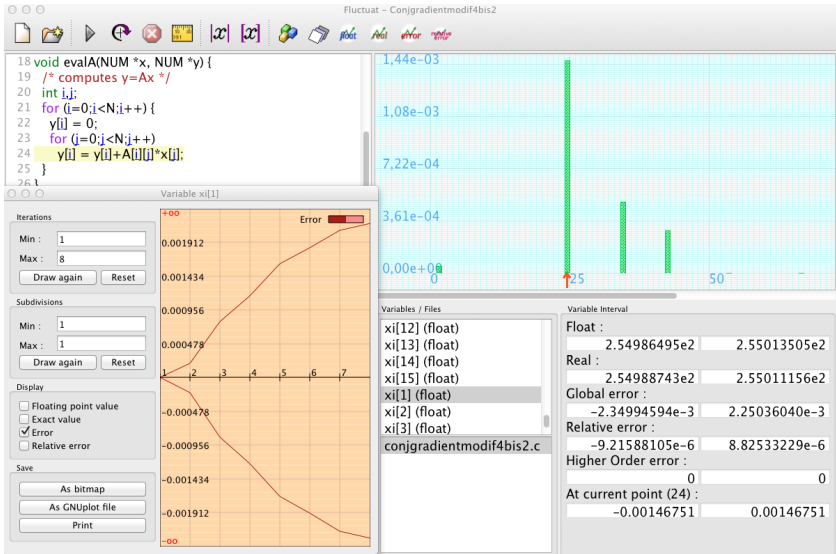 Fluctuat – Conjgradientmodif4bis2
|x| [x] float real error
18 void evalA(NUM *x, NUM *y) {
19 /* computes y=Ax */
20 int i,j;
21 for (i=0;i<N;i++) {
22 y[i] = 0;
23 for (j=0;j<N;j++)
24 y[i] = y[i]+A[i][j]*x[j];
25 }
26 }
1,44e-03
1,08e-03
7,22e-04
3,61e-04
0,00e+00
0 25 50
Variable xi[1]
Iterations
Min : 1
Max : 8
Draw again Reset
Subdivisions
Min : 1
Max : 1
Draw again Reset
Display
Floating point value
Exact value
Error
Relative error
Save
As bitmap
As GNUplot file
Print
+oo
Error
0.001912
0.001434
0.000956
0.000478
1 2 3 4 5 6 7
-0.000478
-0.000956
-0.001434
-0.001912
-oo
Variables / Files
xi[12] (float)
xi[13] (float)
xi[14] (float)
xi[15] (float)
xi[1] (float)
xi[2] (float)
xi[3] (float)
conjgradientmodif4bis2.c
Variable Interval
Float :
2.54986495e2 2.55013505e2
Real :
2.54988743e2 2.55011156e2
Global error :
-2.34994594e-3 2.25036040e-3
Relative error :
-9.21588105e-6 8.82533229e-6
Higher Order error :
0 0
At current point (24) :
-0.00146751 0.00146751